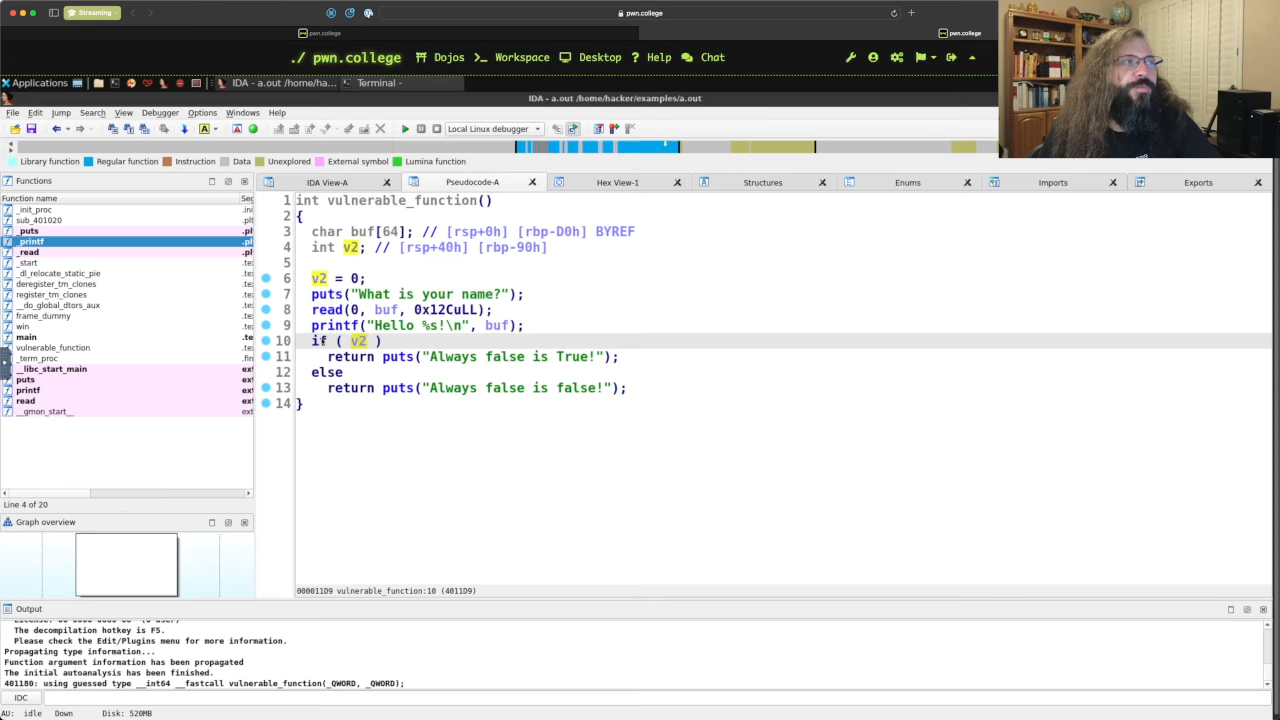 Streaming
pwn.college
pwn.college
pwn.college
./ pwn.college
Dojos
Workspace
Desktop
Help
Chat
Applications
IDA - a.out /home/ha...
Terminal -
IDA - a.out /home/hacker/examples/a.out
File Edit Jump Search View Debugger Options Windows Help
Local Linux debugger
Library function Regular function Instruction Data Unexplored External symbol Lumina function
Functions
IDA View-A
Pseudocode-A
Hex View-1
Structures
Enums
Imports
Exports
Function name Seg
_init_proc .ini
sub_401020 .pl
_puts .pl
_printf .pl
_read .pl
_start .te
_dl_relocate_static_pie .te
deregister_tm_clones .te
register_tm_clones .te
__do_global_dtors_aux .te
frame_dummy .te
win .te
main .te
vulnerable_function .te
_term_proc .fin
__libc_start_main ext
puts ext
printf ext
read ext
__gmon_start__ ext
Line 4 of 20
Graph overview
1 int vulnerable_function()
2 {
3 char buf[64]; // [rsp+0h] [rbp-D0h] BYREF
4 int v2; // [rsp+40h] [rbp-90h]
5
6 v2 = 0;
7 puts("What is your name?");
8 read(0, buf, 0x12CuLL);
9 printf("Hello %s!\n", buf);
10 if ( v2 )
11 return puts("Always false is True!");
12 else
13 return puts("Always false is false!");
14 }
000011D9 vulnerable_function:10 (4011D9)
Output
The decompilation hotkey is F5.
Please check the Edit/Plugins menu for more information.
Propagating type information...
Function argument information has been propagated
The initial autoanalysis has been finished.
401180: using guessed type __int64 __fastcall vulnerable_function(_QWORD, _QWORD);
IDC
AU: idle Down Disk: 520MB